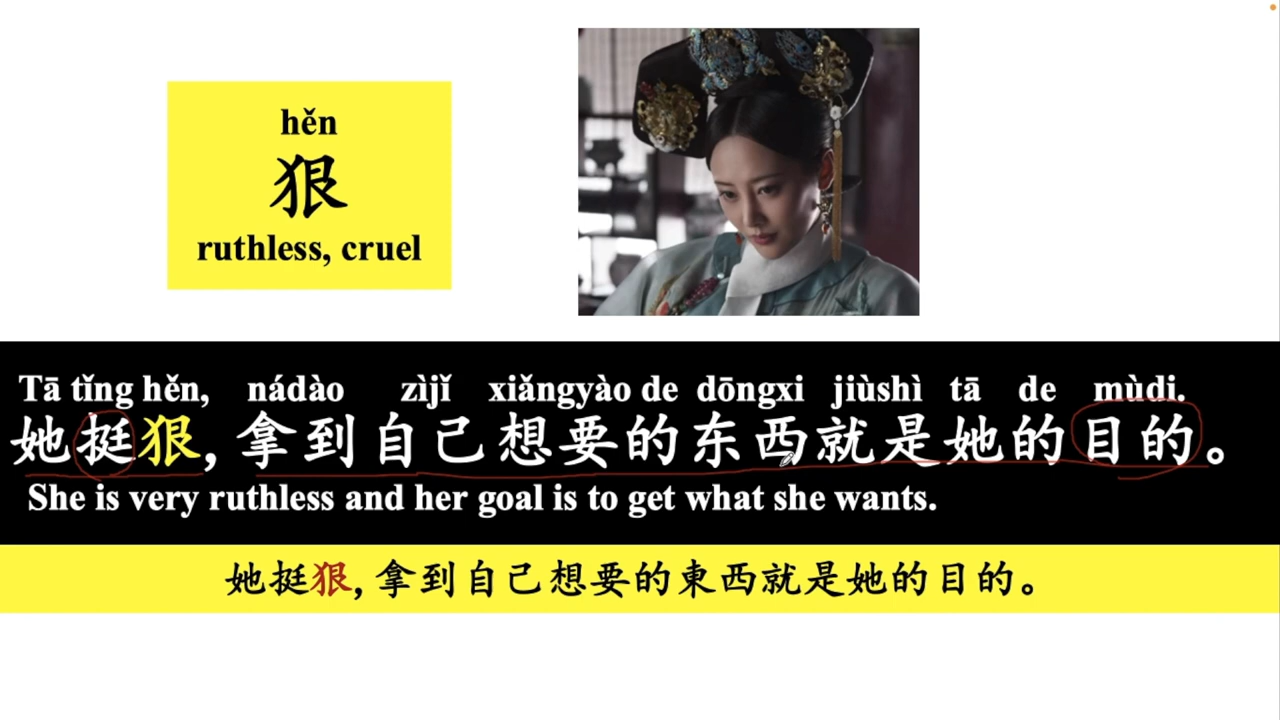 hěn
狠
ruthless, cruel
Tā tǐng hěn, nádào zìjǐ xiǎngyào de dōngxi jiùshì tā de mùdi.
她挺狠, 拿到自己想要的东西就是她的目的。
She is very ruthless and her goal is to get what she wants.
她挺狠, 拿到自己想要的東西就是她的目的。